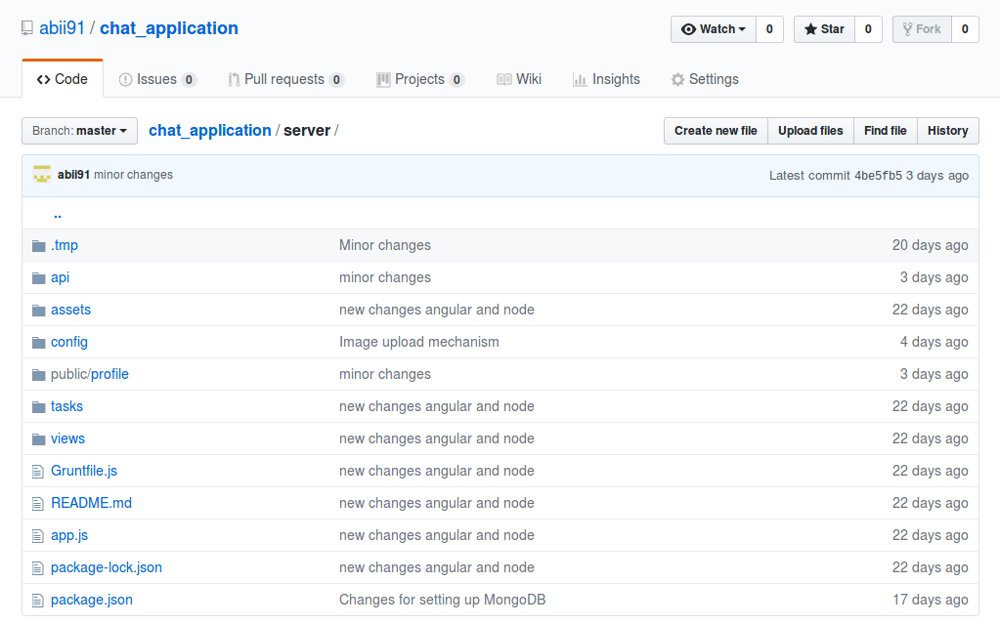 abii91 / chat_application Watch 0 Star 0 Fork 0
Code Issues 0 Pull requests 0 Projects 0 Wiki Insights Settings
Branch: master chat_application / server / Create new file Upload files Find file History
abii91 minor changes Latest commit 4be5fb5 3 days ago
..
.tmp Minor changes 20 days ago
api minor changes 3 days ago
assets new changes angular and node 22 days ago
config Image upload mechanism 4 days ago
public/profile minor changes 3 days ago
tasks new changes angular and node 22 days ago
views new changes angular and node 22 days ago
Gruntfile.js new changes angular and node 22 days ago
README.md new changes angular and node 22 days ago
app.js new changes angular and node 22 days ago
package-lock.json new changes angular and node 22 days ago
package.json Changes for setting up MongoDB 17 days ago